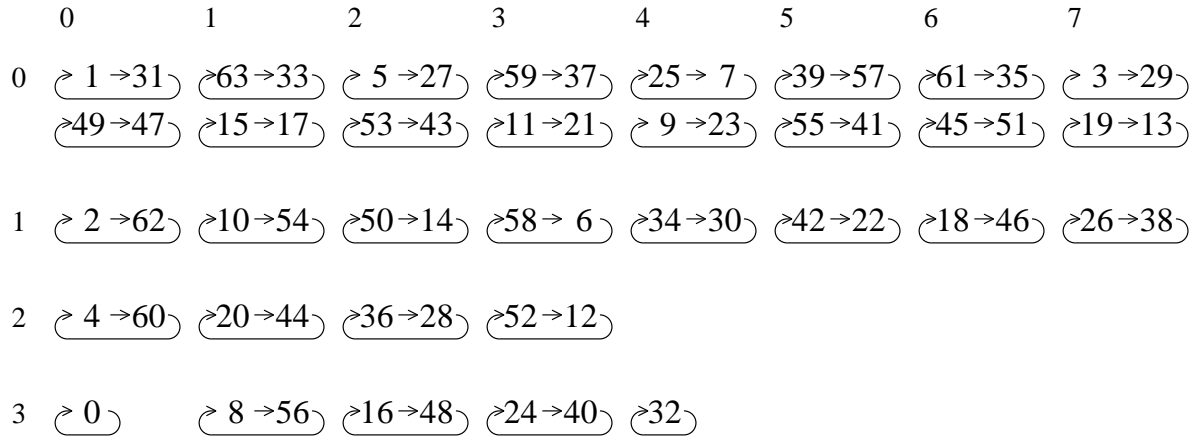 0 1 2 3 4 5 6 7
0 1 → 31 63 → 33 5 → 27 59 → 37 25 → 7 39 → 57 61 → 35 3 → 29
49 → 47 15 → 17 53 → 43 11 → 21 9 → 23 55 → 41 45 → 51 19 → 13
1 2 → 62 10 → 54 50 → 14 58 → 6 34 → 30 42 → 22 18 → 46 26 → 38
2 4 → 60 20 → 44 36 → 28 52 → 12
3 0 8 → 56 16 → 48 24 → 40 32